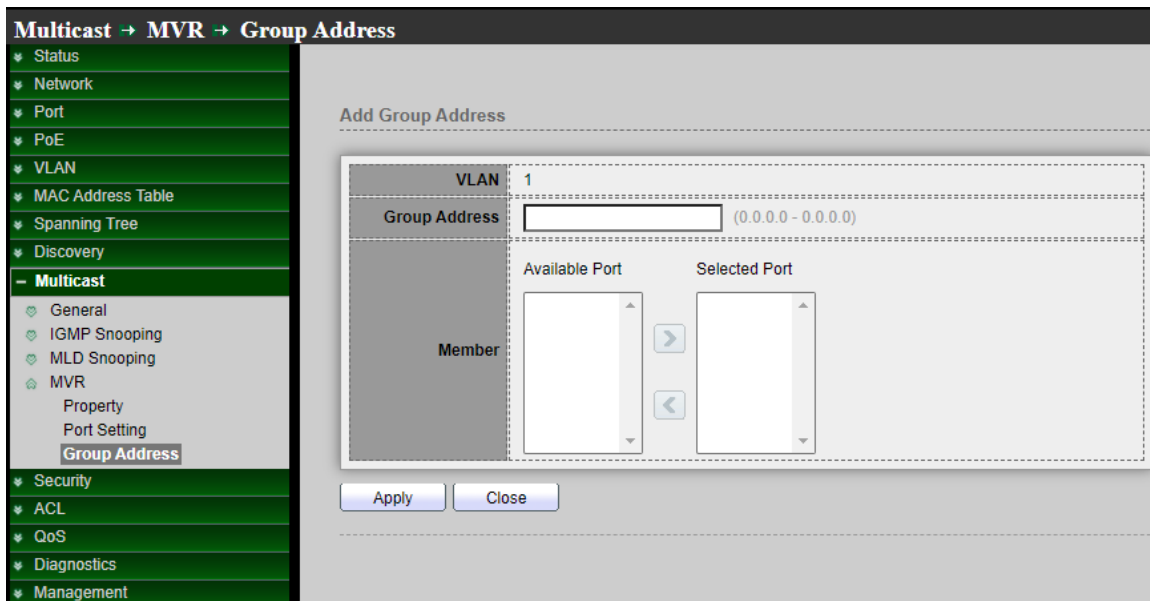 Multicast → MVR → Group Address
Status
Network
Port
PoE
VLAN
MAC Address Table
Spanning Tree
Discovery
Multicast
General
IGMP Snooping
MLD Snooping
MVR
Property
Port Setting
Group Address
Security
ACL
QoS
Diagnostics
Management
Add Group Address
VLAN 1
Group Address (0.0.0.0 - 0.0.0.0)
Member
Available Port Selected Port
Apply Close